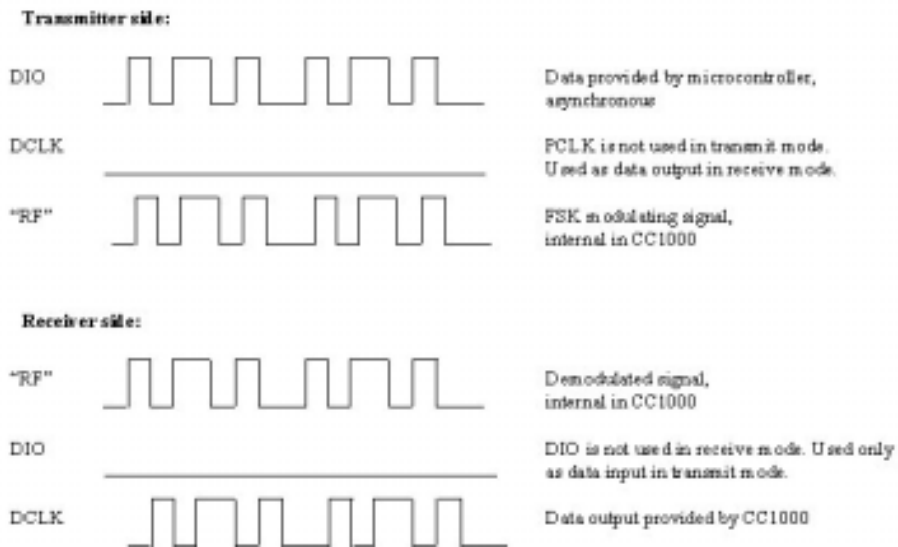 Transmitter side:
DIO
Data provided by microcontroller,
asynchronous
DCLK
PCLK is not used in transmit mode.
Used as data output in receive mode.
“RF”
FSK modulating signal,
internal in CC1000
Receiver side:
“RF”
Demodulated signal,
internal in CC1000
DIO
DIO is not used in receive mode. Used only
as data input in transmit mode.
DCLK
Data output provided by CC1000